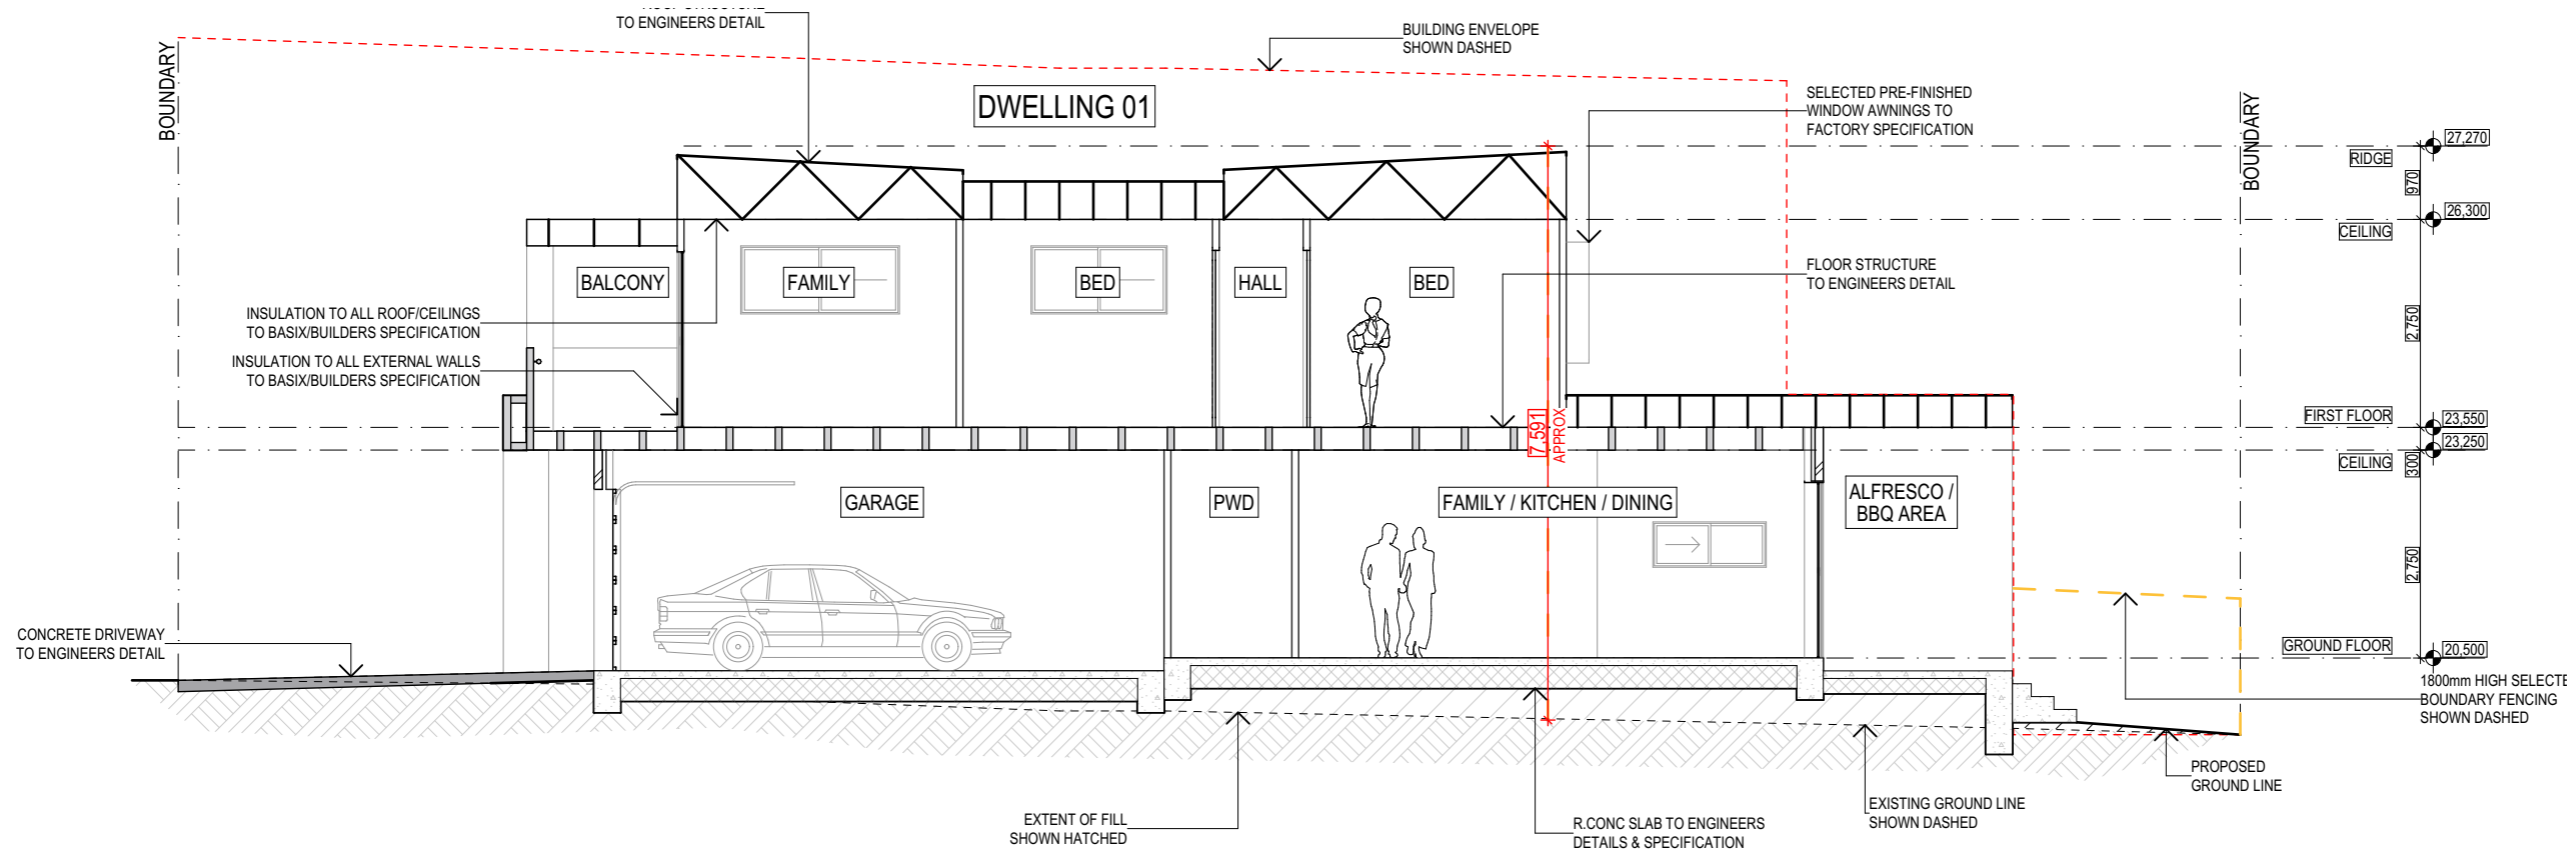 TO ENGINEERS DETAIL
BUILDING ENVELOPE
SHOWN DASHED
BOUNDARY
DWELLING 01
SELECTED PRE-FINISHED
WINDOW AWNINGS TO
FACTORY SPECIFICATION
BOUNDARY
27,270
RIDGE
970
26,300
CEILING
BALCONY
FAMILY
BED
HALL
BED
FLOOR STRUCTURE
TO ENGINEERS DETAIL
INSULATION TO ALL ROOF/CEILINGS
TO BASIX/BUILDERS SPECIFICATION
2,750
INSULATION TO ALL EXTERNAL WALLS
TO BASIX/BUILDERS SPECIFICATION
7.591
APPROX
FIRST FLOOR
23,550
23,250
CEILING
300
GARAGE
PWD
FAMILY / KITCHEN / DINING
ALFRESCO /
BBQ AREA
2,750
CONCRETE DRIVEWAY
TO ENGINEERS DETAIL
GROUND FLOOR
20,500
1800mm HIGH SELECTE
BOUNDARY FENCING
SHOWN DASHED
PROPOSED
GROUND LINE
EXTENT OF FILL
SHOWN HATCHED
R.CONC SLAB TO ENGINEERS
DETAILS & SPECIFICATION
EXISTING GROUND LINE
SHOWN DASHED